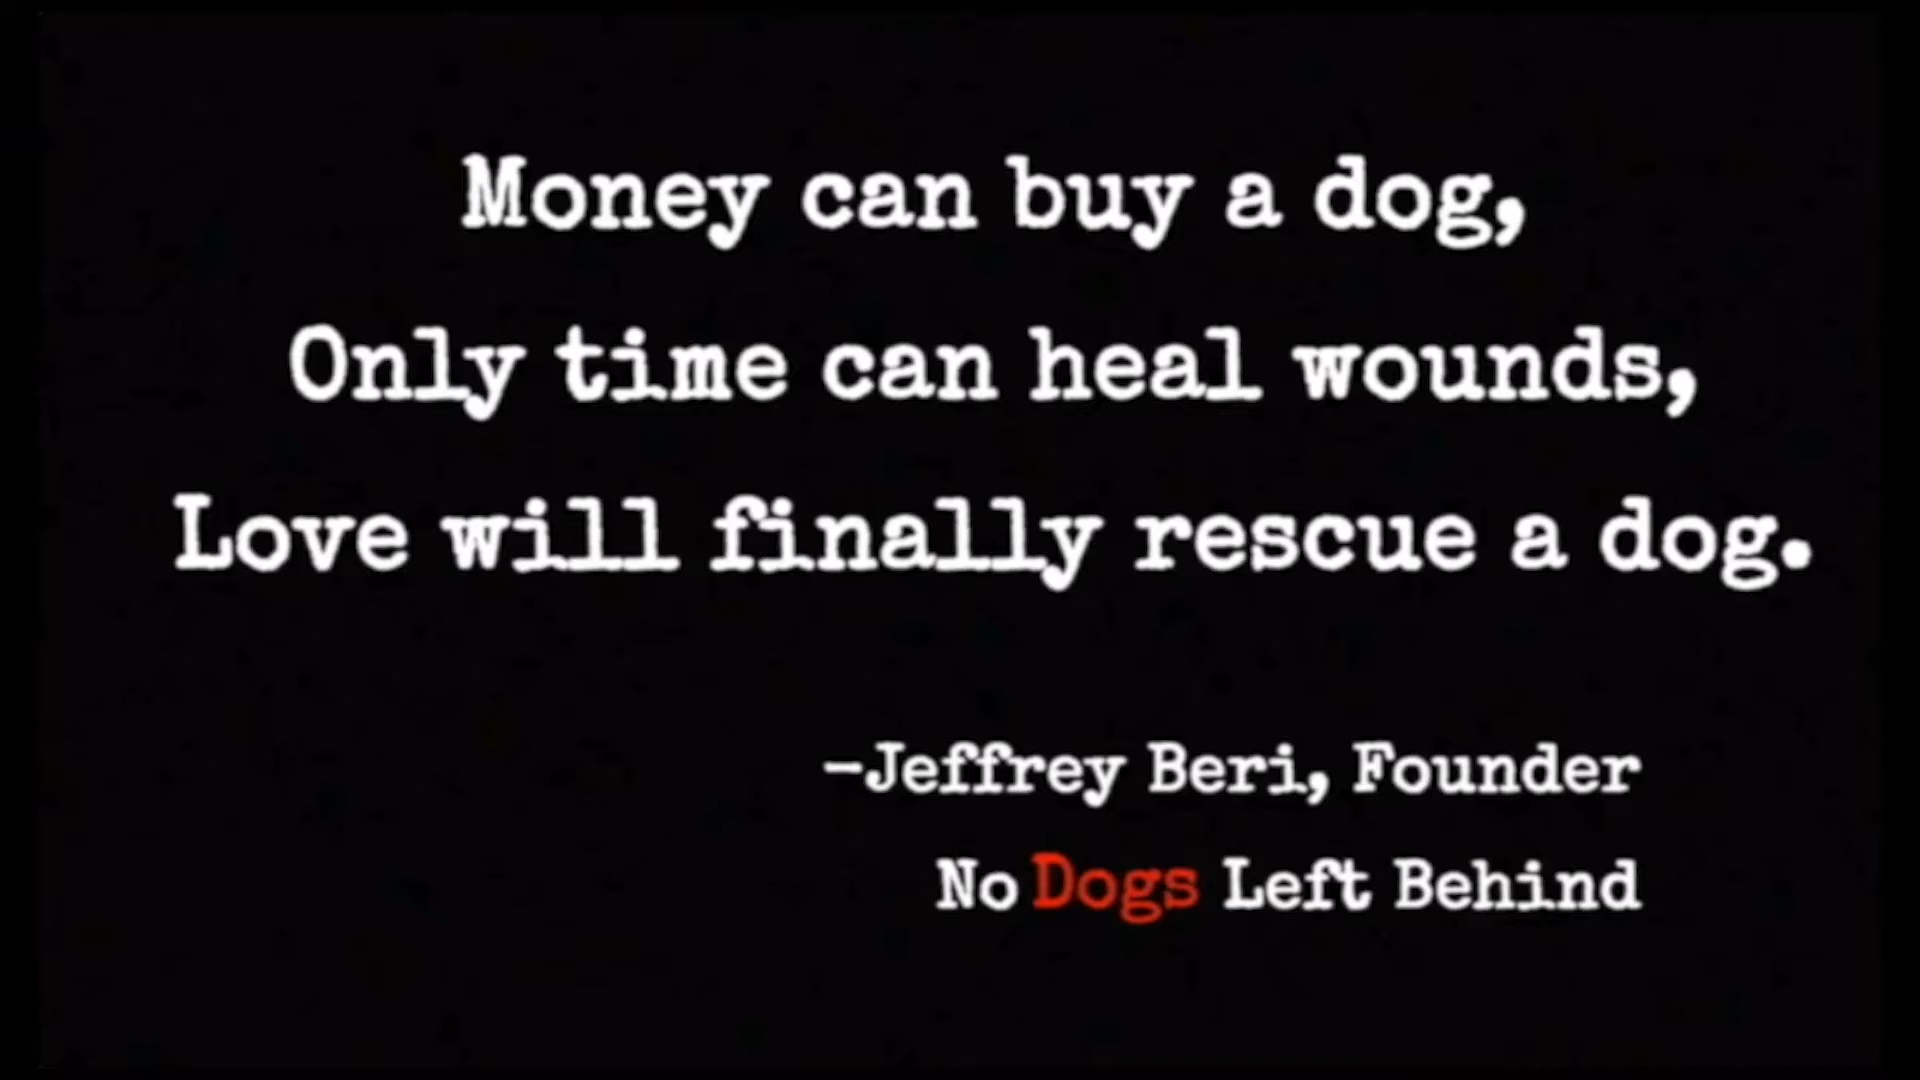 Money can buy a dog,
Only time can heal wounds,
Love will finally rescue a dog.
-Jeffrey Beri, Founder
No Dogs Left Behind